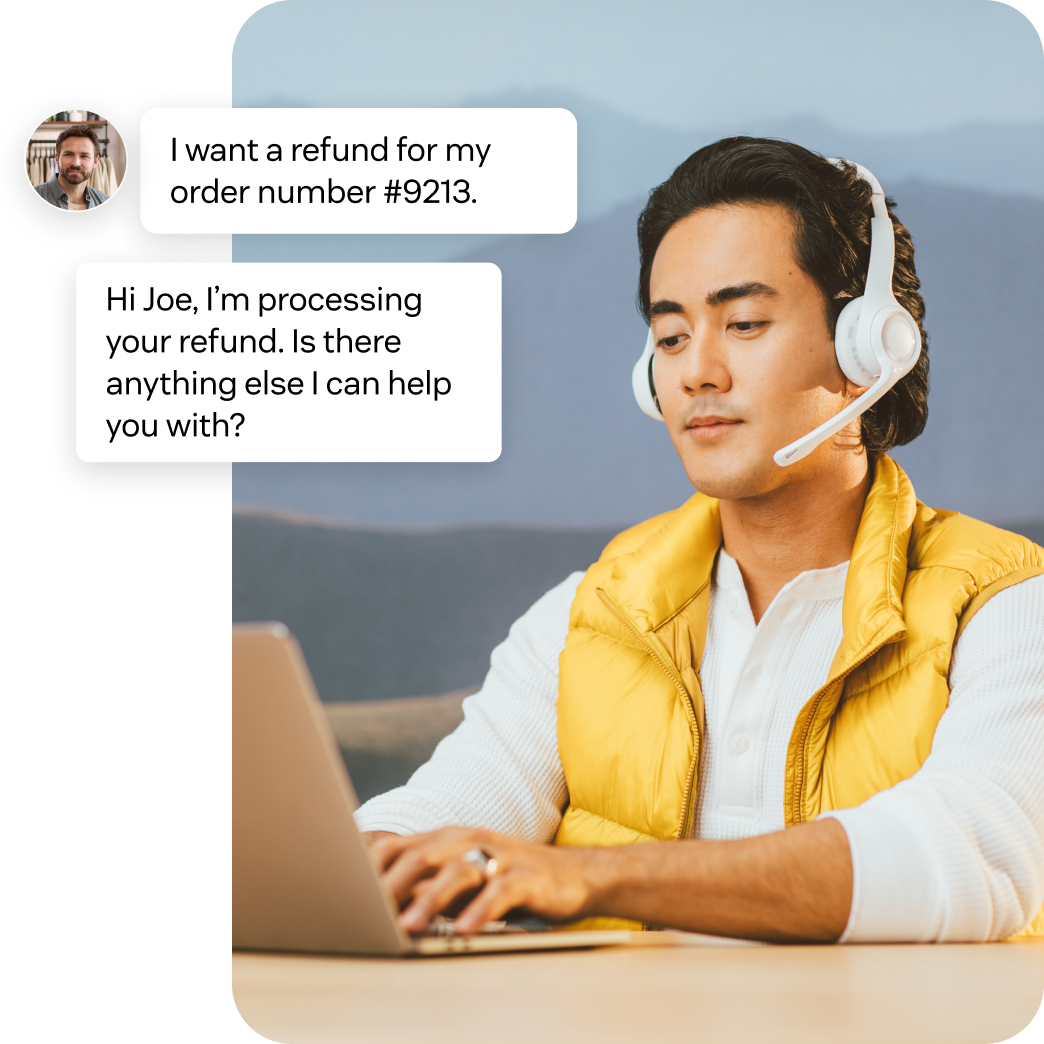 I want a refund for my
order number #9213.
Hi Joe, I’m processing
your refund. Is there
anything else I can help
you with?